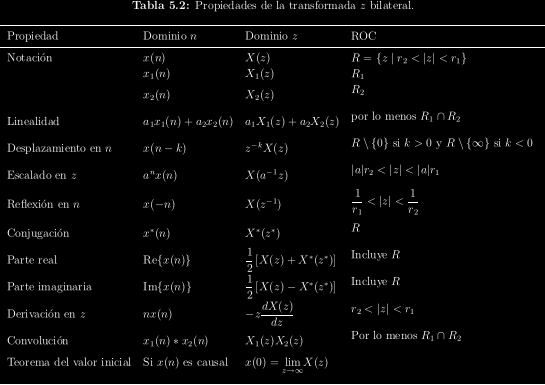 Tabla 5.2: Propiedades de la transformada z bilateral.
Propiedad Dominio n Dominio z ROC
Notación x(n) X(z) R = {z | r₂ < |z| < r₁}
x₁(n) X₁(z) R₁
x₂(n) X₂(z) R₂
Linealidad a₁x₁(n) + a₂x₂(n) a₁X₁(z) + a₂X₂(z) por lo menos R₁ ∩ R₂
Desplazamiento en n x(n − k) z⁻ᵏX(z) R \ {0} si k > 0 y R \ {∞} si k < 0
Escalado en z aⁿx(n) X(a⁻¹z) |a|r₂ < |z| < |a|r₁
Reflexión en n x(−n) X(z⁻¹) 1/r₁ < |z| < 1/r₂
Conjugación x*(n) X*(z*) R
Parte real Re{x(n)} 1/2 [X(z) + X*(z*)] Incluye R
Parte imaginaria Im{x(n)} 1/2 [X(z) − X*(z*)] Incluye R
Derivación en z nx(n) −z dX(z)/dz r₂ < |z| < r₁
Convolución x₁(n) ∗ x₂(n) X₁(z)X₂(z) Por lo menos R₁ ∩ R₂
Teorema del valor inicial Si x(n) es causal x(0) = lim z→∞ X(z)